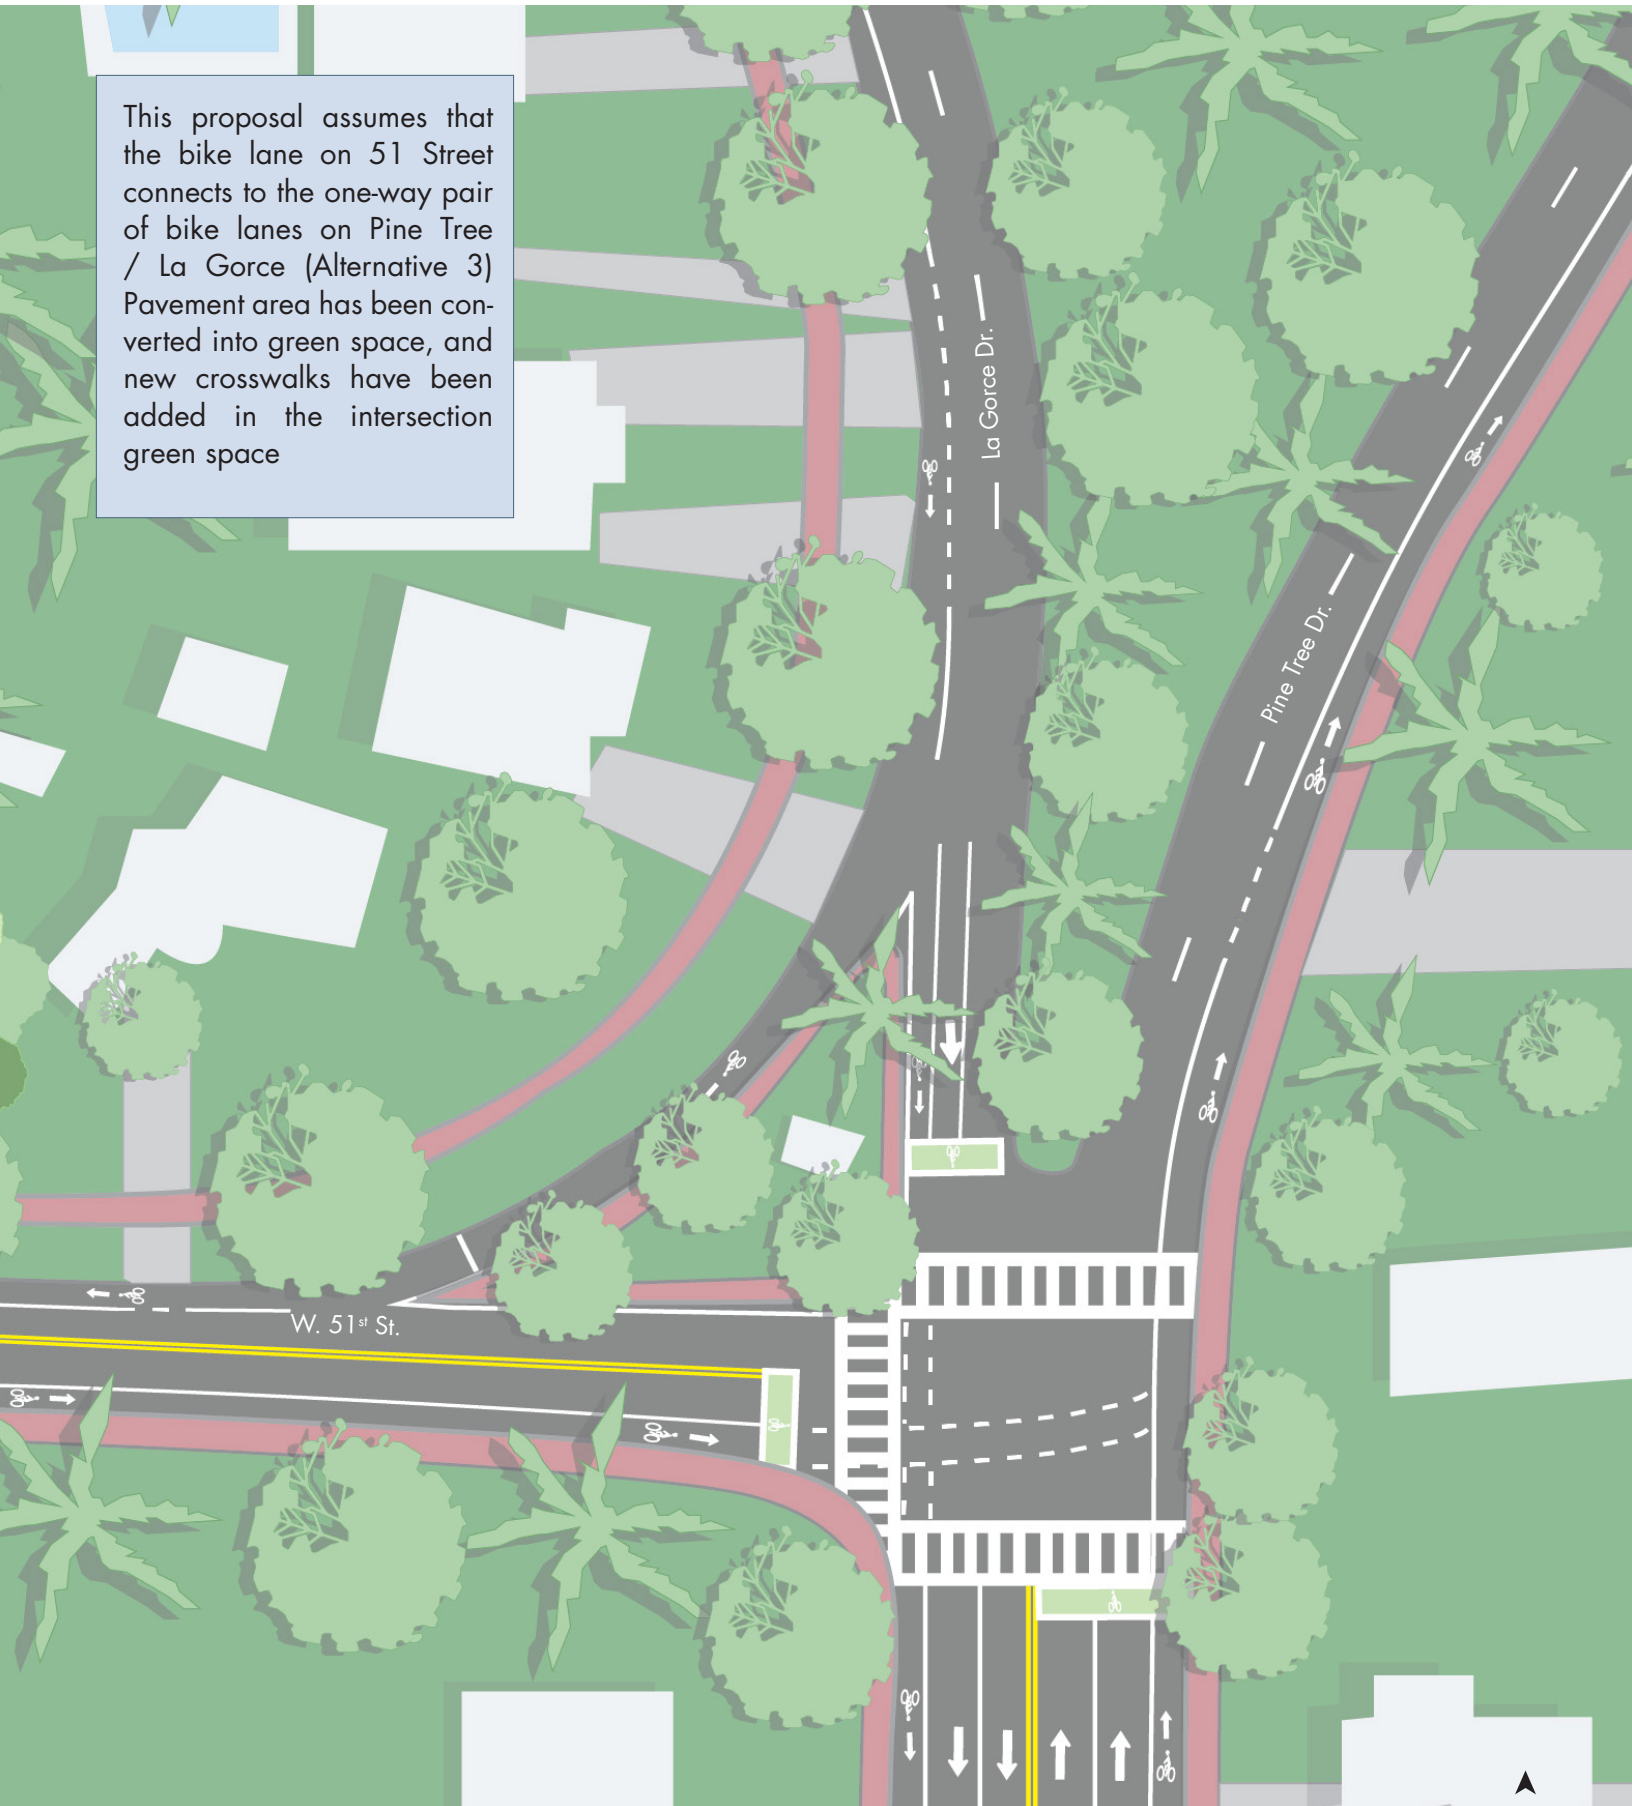 This proposal assumes that
the bike lane on 51 Street
connects to the one-way pair
of bike lanes on Pine Tree
/ La Gorce (Alternative 3)
Pavement area has been con-
verted into green space, and
new crosswalks have been
added in the intersection
green space
La Gorce Dr.
Pine Tree Dr.
W. 51st St.